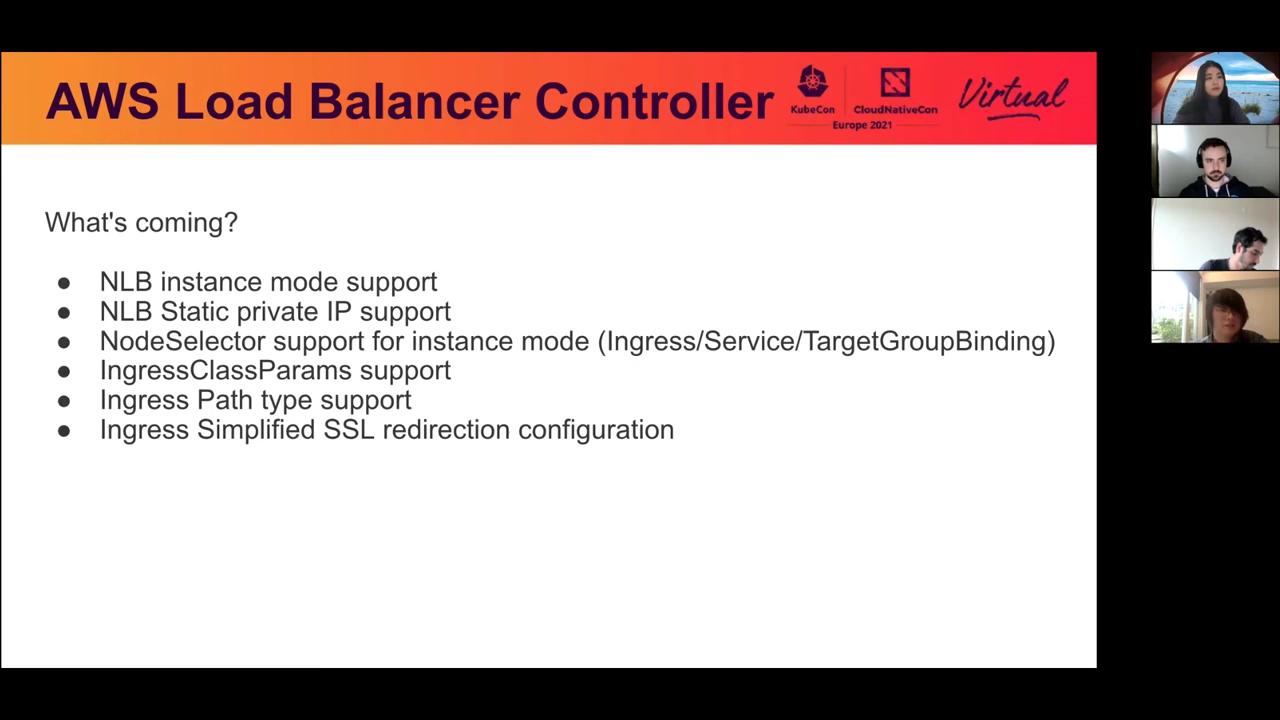 AWS Load Balancer Controller
KubeCon
CloudNativeCon
Europe 2021
Virtual
What's coming?
● NLB instance mode support
● NLB Static private IP support
● NodeSelector support for instance mode (Ingress/Service/TargetGroupBinding)
● IngressClassParams support
● Ingress Path type support
● Ingress Simplified SSL redirection configuration